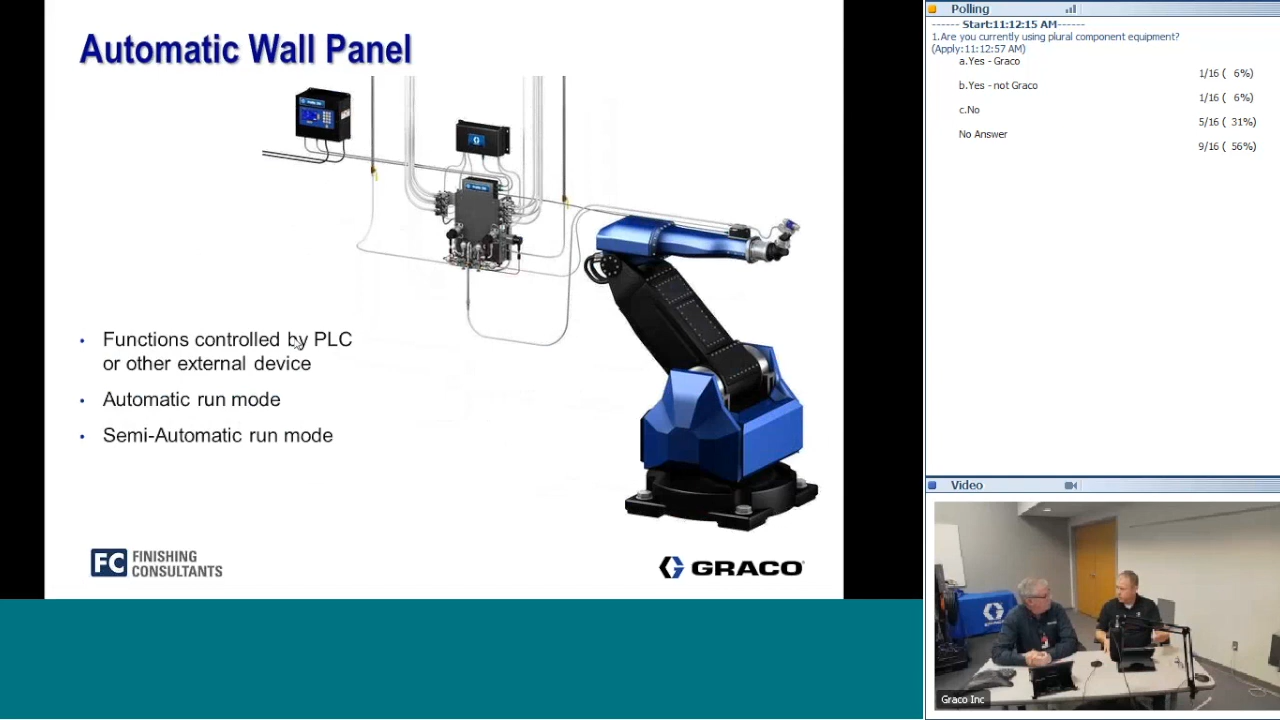 Automatic Wall Panel
• Functions controlled by PLC
or other external device
• Automatic run mode
• Semi-Automatic run mode
FC FINISHING
CONSULTANTS
GRACO
Polling
------ Start:11:12:15 AM------
1.Are you currently using plural component equipment?
(Apply:11:12:57 AM)
a.Yes - Graco
1/16 ( 6%)
b.Yes - not Graco
1/16 ( 6%)
c.No
5/16 ( 31%)
No Answer
9/16 ( 56%)
Video
Graco Inc